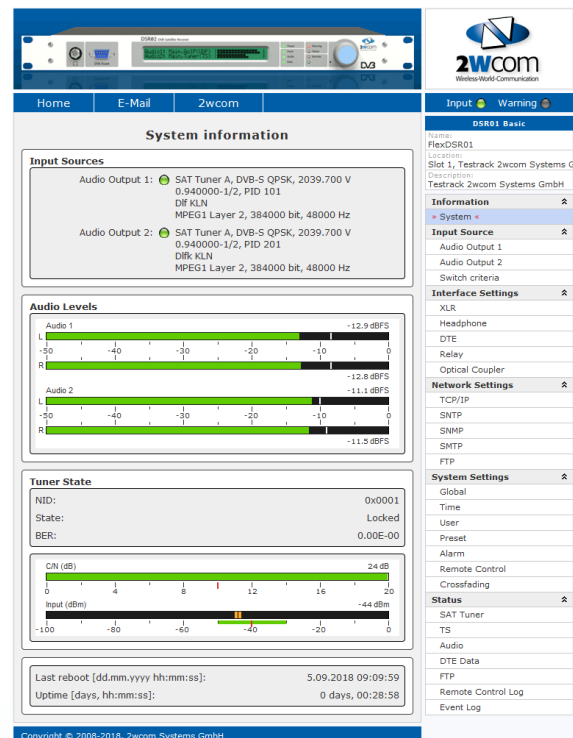 DSR02
DVB
2wcom
Wireless-World-Communication
Home E-Mail 2wcom
Input Warning
System information
Input Sources
Audio Output 1: SAT Tuner A, DVB-S QPSK, 2039.700 V
0.940000-1/2, PID 101
Dlf KLN
MPEG1 Layer 2, 384000 bit, 48000 Hz
Audio Output 2: SAT Tuner A, DVB-S QPSK, 2039.700 V
0.940000-1/2, PID 201
Dlfk KLN
MPEG1 Layer 2, 384000 bit, 48000 Hz
Audio Levels
Audio 1 -12.9 dBFS
L
-50 -40 -30 -20 -10 0
R
-12.8 dBFS
Audio 2 -11.1 dBFS
L
-50 -40 -30 -20 -10 0
R
-11.5 dBFS
Tuner State
NID: 0x0001
State: Locked
BER: 0.00E-00
C/N (dB) 24 dB
0 4 8 12 16 20
Input (dBm) -44 dBm
-100 -80 -60 -40 -20 0
Last reboot [dd.mm.yyyy hh:mm:ss]: 5.09.2018 09:09:59
Uptime [days, hh:mm:ss]: 0 days, 00:28:58
Copyright © 2008-2018, 2wcom Systems GmbH
DSR01 Basic
Name:
FlexDSR01
Location:
Slot 1, Testrack 2wcom Systems G
Description:
Testrack 2wcom Systems GmbH
Information
» System «
Input Source
Audio Output 1
Audio Output 2
Switch criteria
Interface Settings
XLR
Headphone
DTE
Relay
Optical Coupler
Network Settings
TCP/IP
SNTP
SNMP
SMTP
FTP
System Settings
Global
Time
User
Preset
Alarm
Remote Control
Crossfading
Status
SAT Tuner
TS
Audio
DTE Data
FTP
Remote Control Log
Event Log